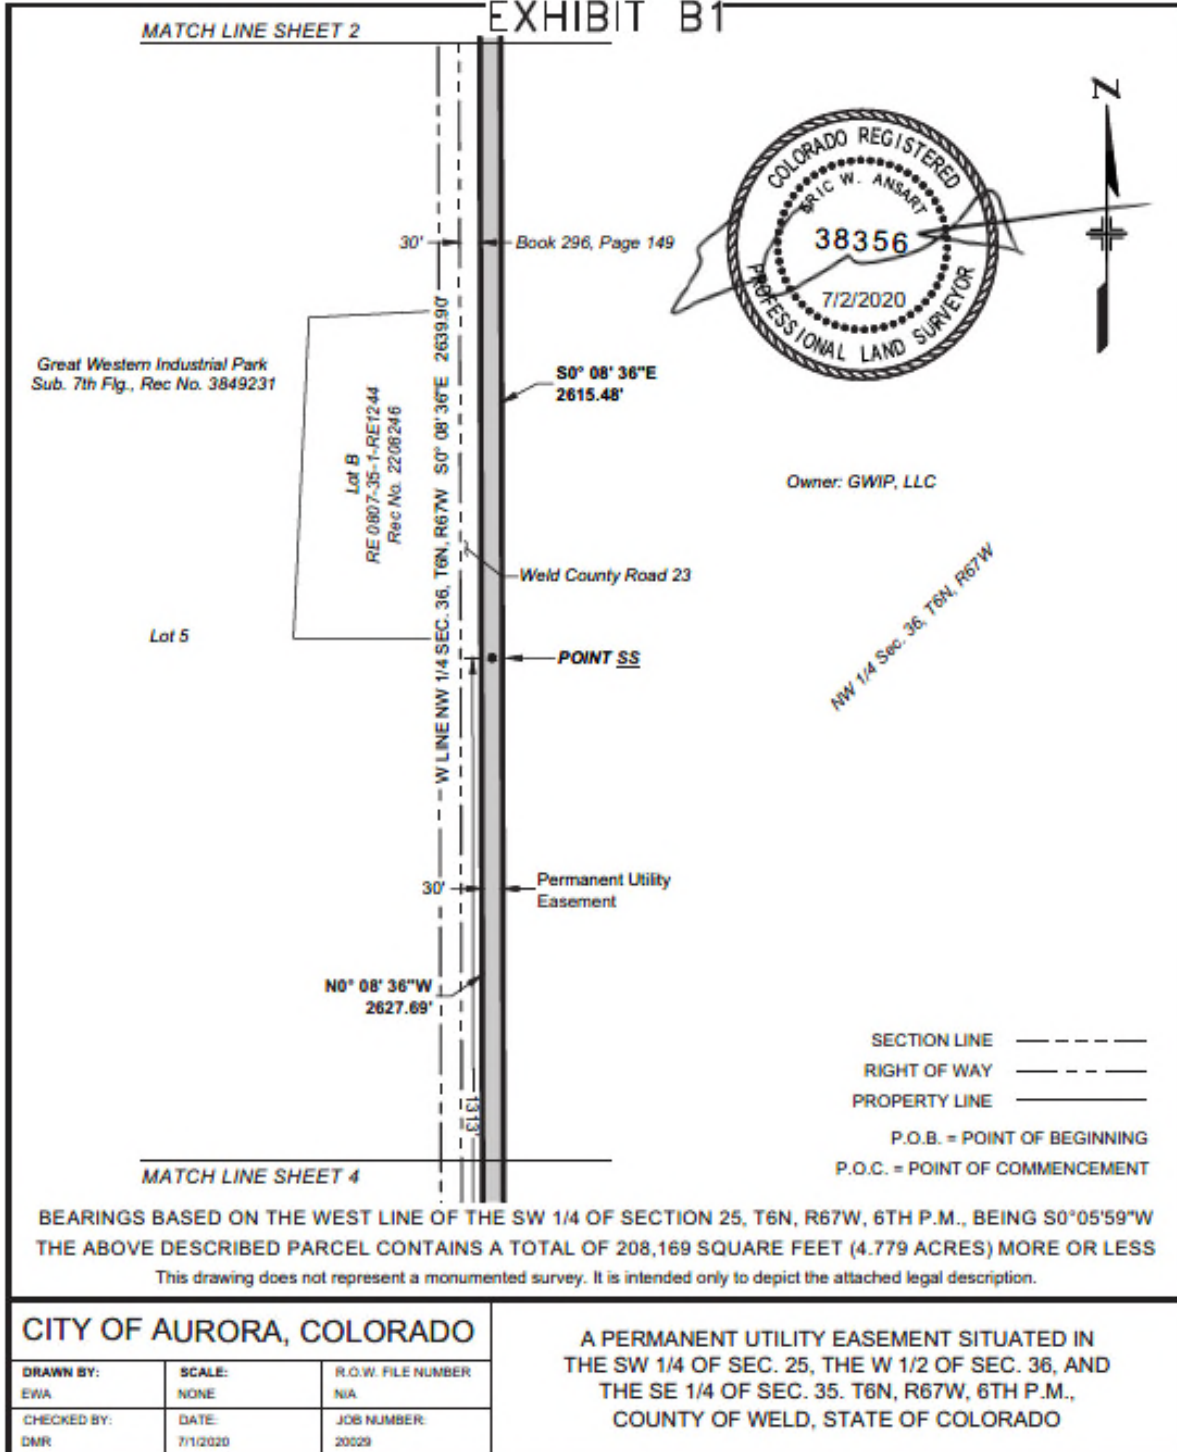 EXHIBIT B1
MATCH LINE SHEET 2
N
COLORADO REGISTERED
ERIC W. ANSART
38356
7/2/2020
PROFESSIONAL LAND SURVEYOR
30'
Book 296, Page 149
Great Western Industrial Park
Sub. 7th Flg., Rec No. 3849231
S0° 08' 36"E
2615.48'
W LINE NW 1/4 SEC. 36, T6N, R67W S0° 08' 36"E 2639.90'
Lot B
RE 0807-35-1-RE1244
Rec No. 2206246
Owner: GWIP, LLC
Weld County Road 23
NW 1/4 Sec. 36, T6N, R67W
Lot 5
POINT SS
30'
Permanent Utility
Easement
N0° 08' 36"W
2627.69'
1313'
SECTION LINE
RIGHT OF WAY
PROPERTY LINE
P.O.B. = POINT OF BEGINNING
P.O.C. = POINT OF COMMENCEMENT
MATCH LINE SHEET 4
BEARINGS BASED ON THE WEST LINE OF THE SW 1/4 OF SECTION 25, T6N, R67W, 6TH P.M., BEING S0°05'59"W
THE ABOVE DESCRIBED PARCEL CONTAINS A TOTAL OF 208,169 SQUARE FEET (4.779 ACRES) MORE OR LESS
This drawing does not represent a monumented survey. It is intended only to depict the attached legal description.
CITY OF AURORA, COLORADO
DRAWN BY:
EWA
SCALE:
NONE
R.O.W. FILE NUMBER
N/A
CHECKED BY:
DMR
DATE:
7/1/2020
JOB NUMBER:
20029
A PERMANENT UTILITY EASEMENT SITUATED IN
THE SW 1/4 OF SEC. 25, THE W 1/2 OF SEC. 36, AND
THE SE 1/4 OF SEC. 35. T6N, R67W, 6TH P.M.,
COUNTY OF WELD, STATE OF COLORADO